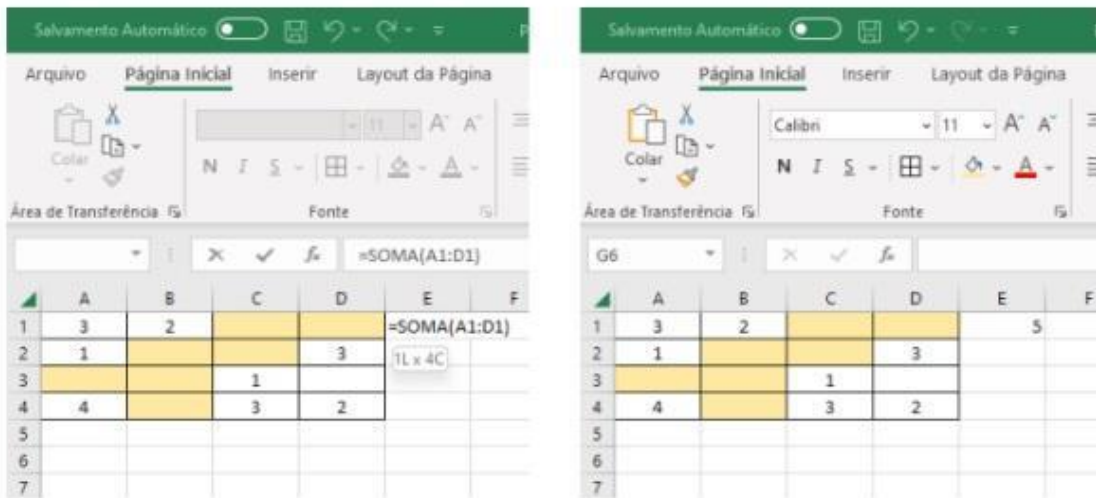 Salvamento Automático
Arquivo Página Inicial Inserir Layout da Página
11 A A
Colar
N I S A
Área de Transferência Fonte
fx =SOMA(A1:D1)
A B C D E F
1 3 2 =SOMA(A1:D1)
2 1 3 1L x 4C
3 1
4 4 3 2
5
6
7
Salvamento Automático
Arquivo Página Inicial Inserir Layout da Página
Calibri 11 A A
Colar
N I S A
Área de Transferência Fonte
G6 fx
A B C D E F
1 3 2 5
2 1 3
3 1
4 4 3 2
5
6
7